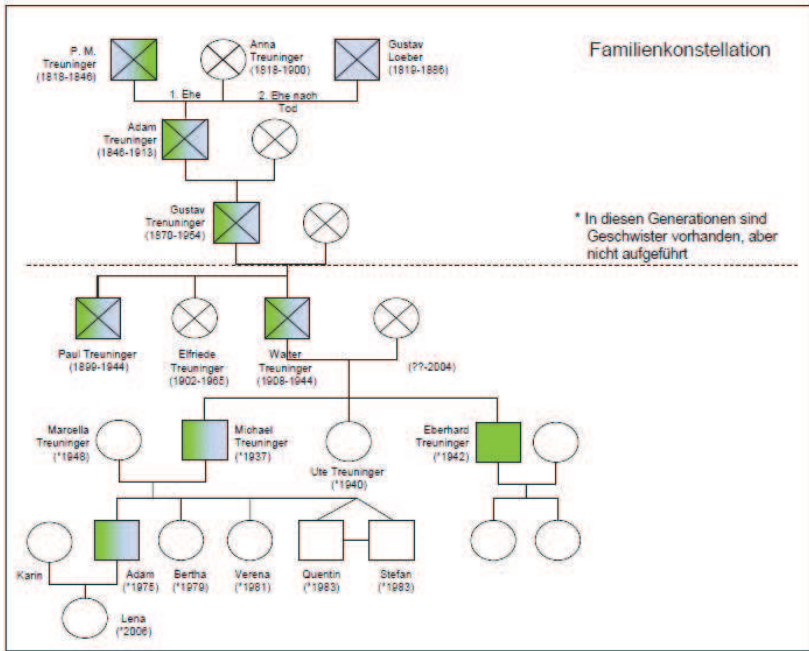 Familienkonstellation
P. M.
Treuninger
(1818-1846)
Anna
Treuninger
(1818-1900)
Gustav
Loeber
(1819-1886)
1. Ehe
2. Ehe nach
Tod
Adam
Treuninger
(1846-1913)
Gustav
Trenuninger
(1870-1954)
* In diesen Generationen sind
Geschwister vorhanden, aber
nicht aufgeführt
Paul Treuninger
(1899-1944)
Elfriede
Treuninger
(1902-1965)
Walter
Treuninger
(1908-1944)
(??-2004)
Marcella
Treuninger
(*1948)
Michael
Treuninger
(*1937)
Ute Treuninger
(*1940)
Eberhard
Treuninger
(*1942)
Karin
Adam
(*1975)
Bertha
(*1979)
Verena
(*1981)
Quentin
(*1983)
Stefan
(*1983)
Lena
(*2006)